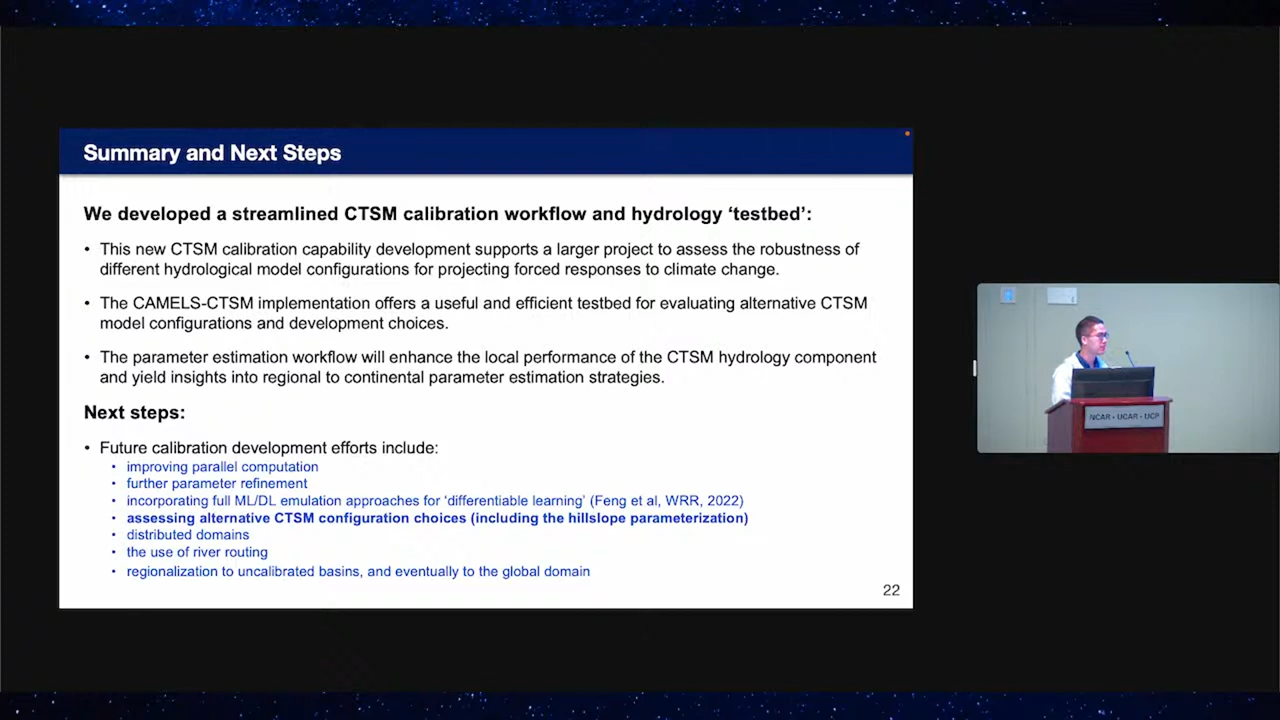 Summary and Next Steps
We developed a streamlined CTSM calibration workflow and hydrology ‘testbed’:
• This new CTSM calibration capability development supports a larger project to assess the robustness of
different hydrological model configurations for projecting forced responses to climate change.
• The CAMELS-CTSM implementation offers a useful and efficient testbed for evaluating alternative CTSM
model configurations and development choices.
• The parameter estimation workflow will enhance the local performance of the CTSM hydrology component
and yield insights into regional to continental parameter estimation strategies.
Next steps:
• Future calibration development efforts include:
• improving parallel computation
• further parameter refinement
• incorporating full ML/DL emulation approaches for ‘differentiable learning’ (Feng et al, WRR, 2022)
• assessing alternative CTSM configuration choices (including the hillslope parameterization)
• distributed domains
• the use of river routing
• regionalization to uncalibrated basins, and eventually to the global domain
22
NCAR • UCAR • UCP